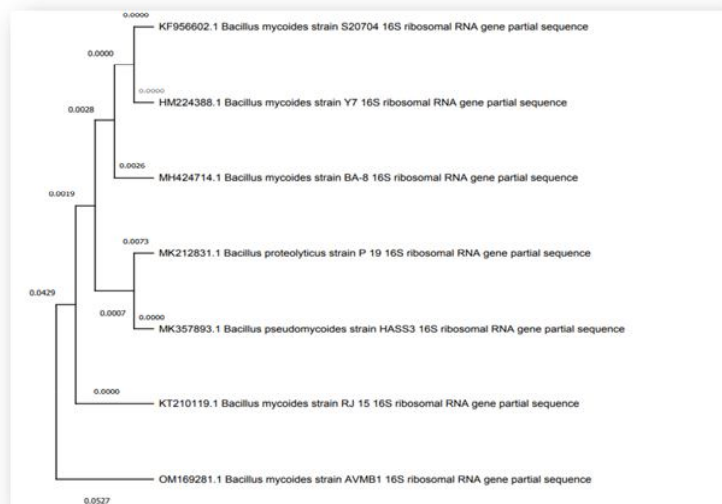 0.0000
KF956602.1 Bacillus mycoides strain S20704 16S ribosomal RNA gene partial sequence
0.0000
0.0000
HM224388.1 Bacillus mycoides strain Y7 16S ribosomal RNA gene partial sequence
0.0028
0.0026
MH424714.1 Bacillus mycoides strain BA-8 16S ribosomal RNA gene partial sequence
0.0019
0.0073
MK212831.1 Bacillus proteolyticus strain P 19 16S ribosomal RNA gene partial sequence
0.0429
0.0007
0.0000
MK357893.1 Bacillus pseudomycoides strain HASS3 16S ribosomal RNA gene partial sequence
0.0000
KT210119.1 Bacillus mycoides strain RJ 15 16S ribosomal RNA gene partial sequence
OM169281.1 Bacillus mycoides strain AVMB1 16S ribosomal RNA gene partial sequence
0.0527